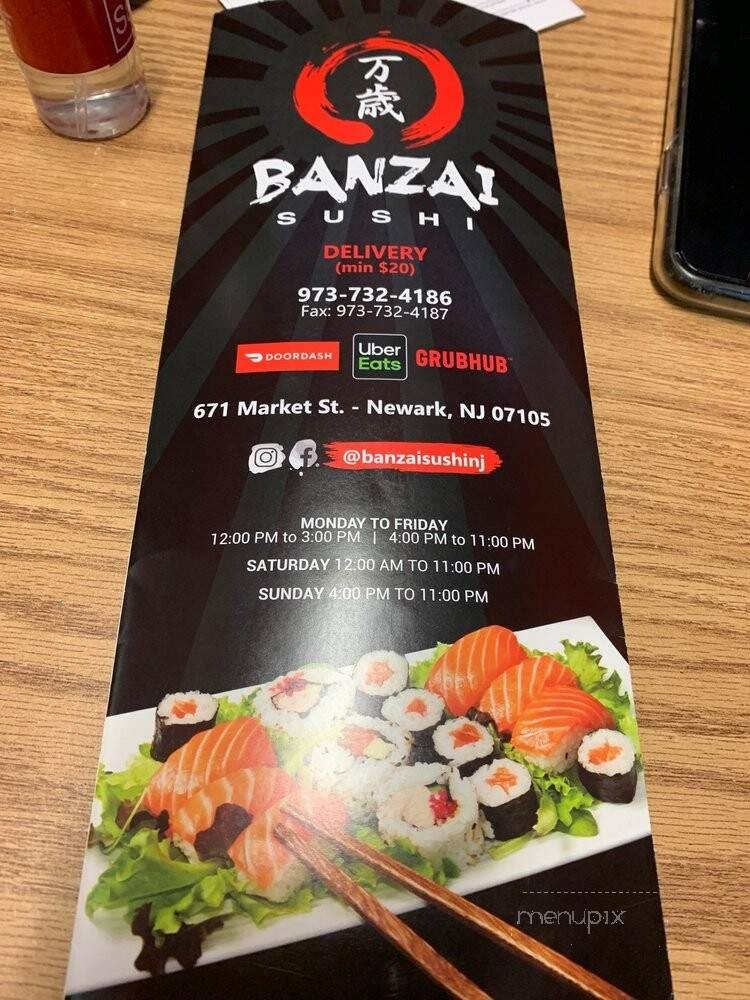 万
歳
BANZAI
SUSHI
DELIVERY
(min $20)
973-732-4186
Fax: 973-732-4187
DOORDASH Uber Eats GRUBHUB
671 Market St. - Newark, NJ 07105
@banzaisushinj
MONDAY TO FRIDAY
12:00 PM to 3:00 PM | 4:00 PM to 11:00 PM
SATURDAY 12:00 AM TO 11:00 PM
SUNDAY 4:00 PM TO 11:00 PM
menupix